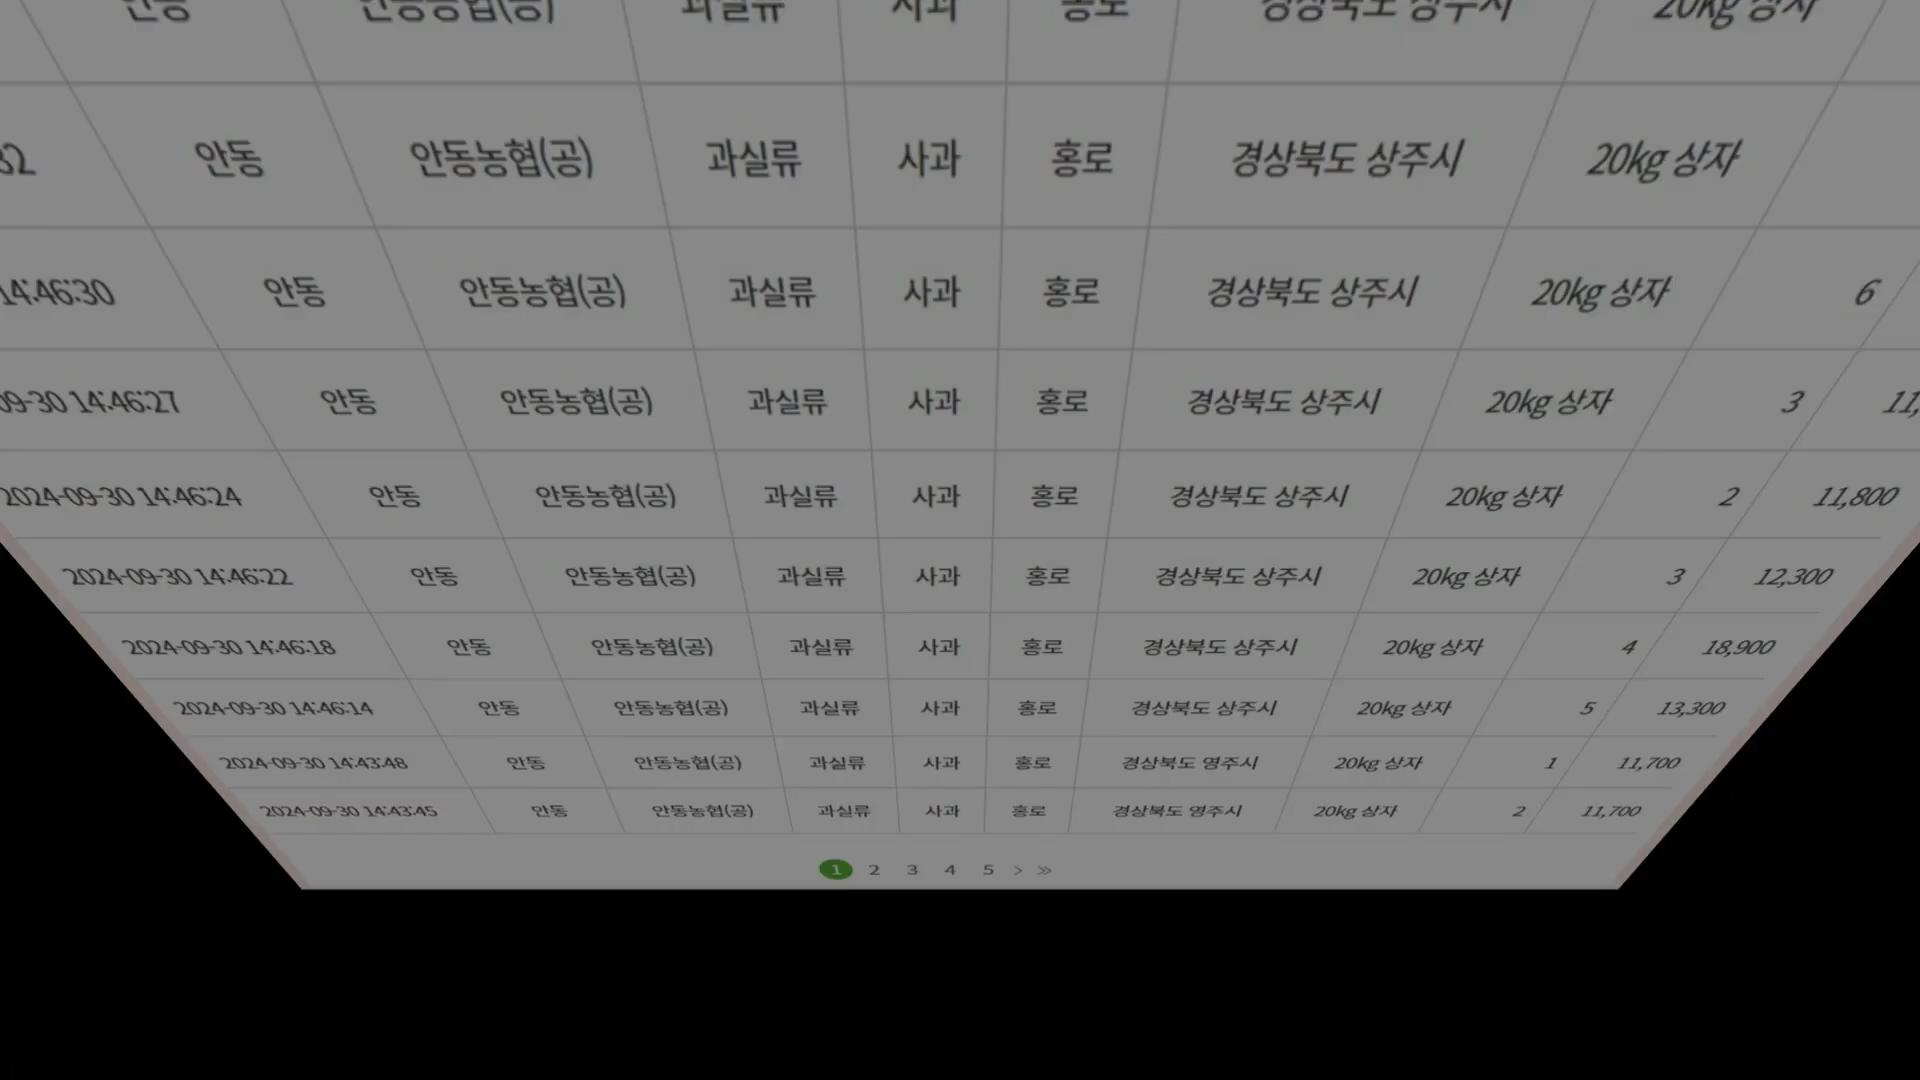 안동 안동농협(공) 과실류 사과 홍로 경상북도 상주시 20kg 상자
32 안동 안동농협(공) 과실류 사과 홍로 경상북도 상주시 20kg 상자
14:46:30 안동 안동농협(공) 과실류 사과 홍로 경상북도 상주시 20kg 상자 6
09-30 14:46:27 안동 안동농협(공) 과실류 사과 홍로 경상북도 상주시 20kg 상자 3 11,
2024-09-30 14:46:24 안동 안동농협(공) 과실류 사과 홍로 경상북도 상주시 20kg 상자 2 11,800
2024-09-30 14:46:22 안동 안동농협(공) 과실류 사과 홍로 경상북도 상주시 20kg 상자 3 12,300
2024-09-30 14:46:18 안동 안동농협(공) 과실류 사과 홍로 경상북도 상주시 20kg 상자 4 18,900
2024-09-30 14:46:14 안동 안동농협(공) 과실류 사과 홍로 경상북도 상주시 20kg 상자 5 13,300
2024-09-30 14:43:48 안동 안동농협(공) 과실류 사과 홍로 경상북도 영주시 20kg 상자 1 11,700
2024-09-30 14:43:45 안동 안동농협(공) 과실류 사과 홍로 경상북도 영주시 20kg 상자 2 11,700
1 2 3 4 5 > »